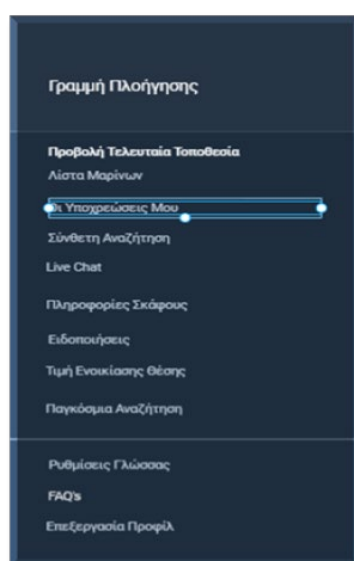 Γραμμή Πλοήγησης
Προβολή Τελευταία Τοποθεσία
Λίστα Μαρίνων
Οι Υποχρεώσεις Μου
Σύνθετη Αναζήτηση
Live Chat
Πληροφορίες Σκάφους
Ειδοποιήσεις
Τιμή Ενοικίασης Θέσης
Παγκόσμια Αναζήτηση
Ρυθμίσεις Γλώσσας
FAQ's
Επεξεργασία Προφίλ